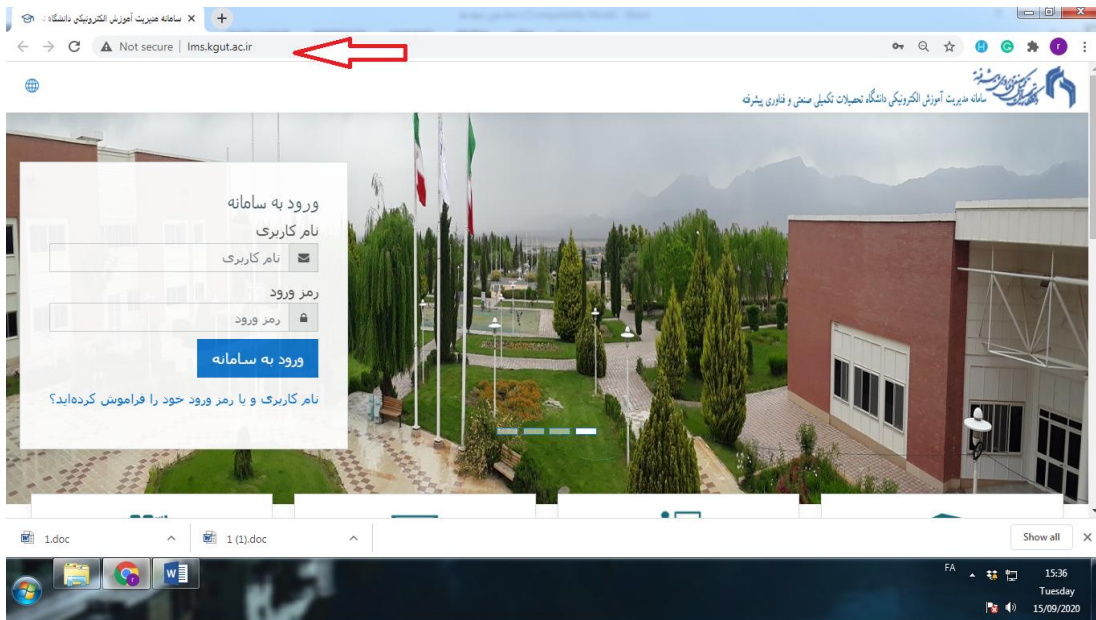 سامانه مدیریت آموزش الکترونیکی دانشگاه
Not secure | lms.kgut.ac.ir
سامانه مدیریت آموزش الکترونیکی دانشگاه تحصیلات تکمیلی صنعتی و فناوری پیشرفته
ورود به سامانه
نام کاربری
نام کاربری
رمز ورود
رمز ورود
ورود به سامانه
نام کاربری و یا رمز ورود خود را فراموش کرده‌اید؟
1.doc
1 (1).doc
Show all
FA
15:36
Tuesday
15/09/2020